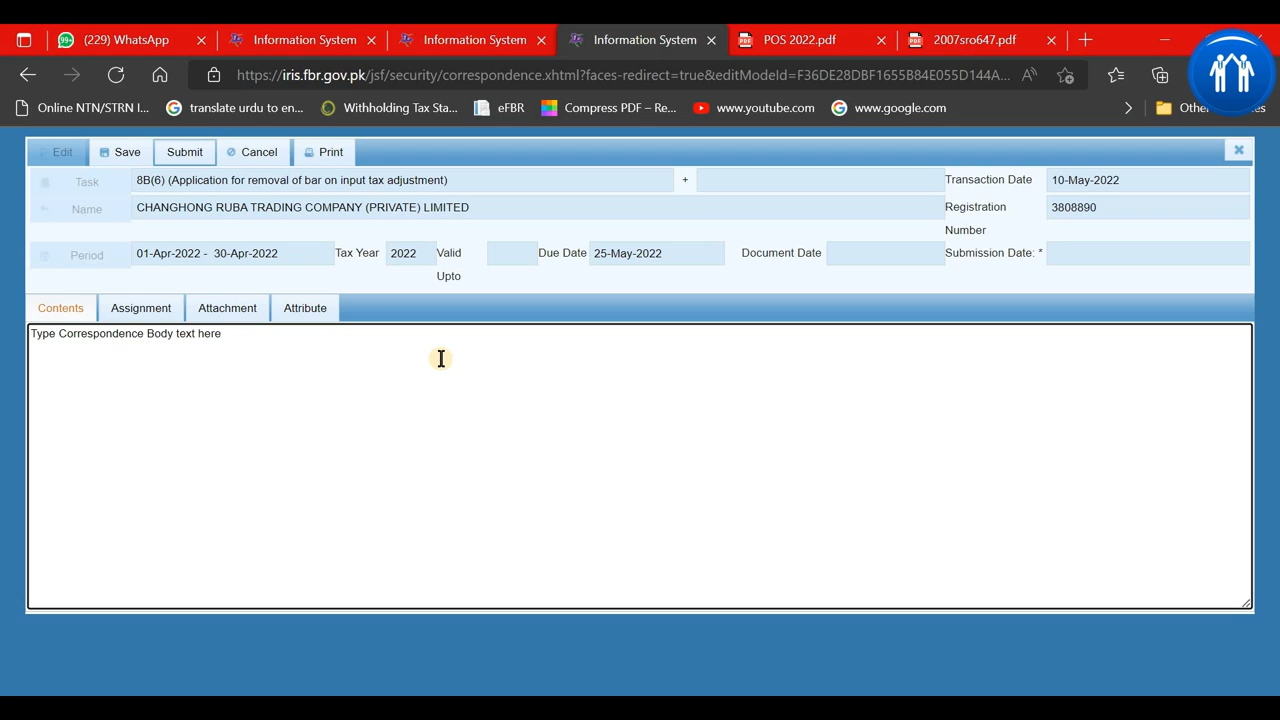 99+ (229) WhatsApp Information System Information System Information System POS 2022.pdf 2007sro647.pdf
https://iris.fbr.gov.pk/jsf/security/correspondence.xhtml?faces-redirect=true&editModeId=F36DE28DBF1655B84E055D144A...
Online NTN/STRN I... translate urdu to en... Withholding Tax Sta... eFBR Compress PDF – Re... www.youtube.com www.google.com
Edit Save Submit Cancel Print
Task 8B(6) (Application for removal of bar on input tax adjustment) + Transaction Date 10-May-2022
Name CHANGHONG RUBA TRADING COMPANY (PRIVATE) LIMITED Registration Number 3808890
Period 01-Apr-2022 - 30-Apr-2022 Tax Year 2022 Valid Upto Due Date 25-May-2022 Document Date Submission Date: *
Contents Assignment Attachment Attribute
Type Correspondence Body text here